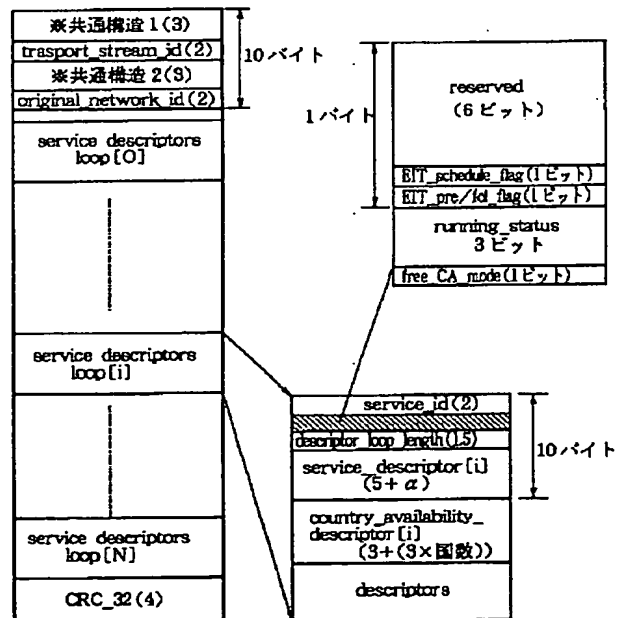 ※共通構造1(3)
trasport_stream_id(2)
※共通構造2(3)
original_network_id(2)
10バイト
service descriptors
loop[0]
service descriptors
loop[i]
service descriptors
loop[N]
CRC_32(4)
1バイト
reserved
(6ビット)
EIT_schedule_flag(1ビット)
EIT_pre/fol_flag(1ビット)
running_status
3ビット
free_CA_mode(1ビット)
service_id(2)
descriptor_loop_length(1.5)
service_descriptor[i]
(5+α)
10バイト
country_availability_
descriptor[i]
(3+(3×国数))
descriptors